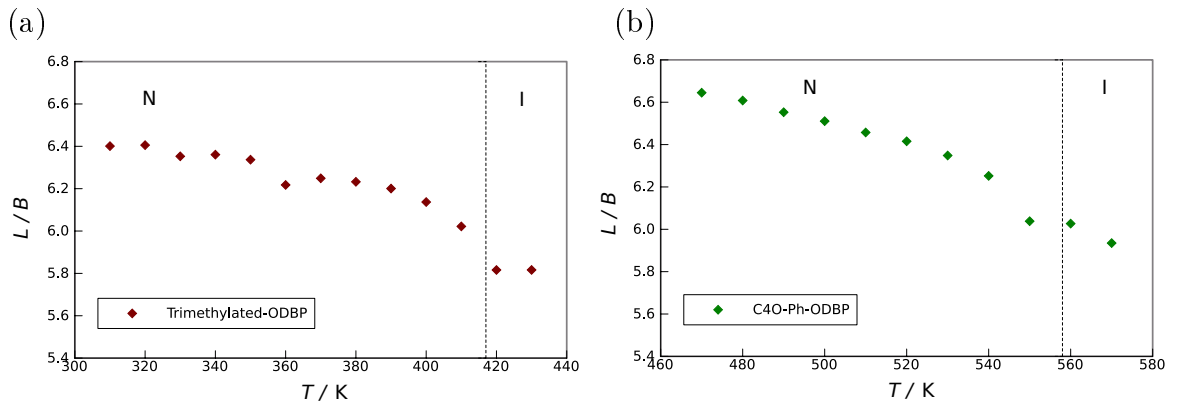 (a)
6.8
6.6
6.4
6.2
6.0
5.8
5.6
5.4
L / B
N
I
Trimethylated-ODBP
300 320 340 360 380 400 420 440
T / K
(b)
6.8
6.6
6.4
6.2
6.0
5.8
5.6
5.4
L / B
N
I
C4O-Ph-ODBP
460 480 500 520 540 560 580
T / K